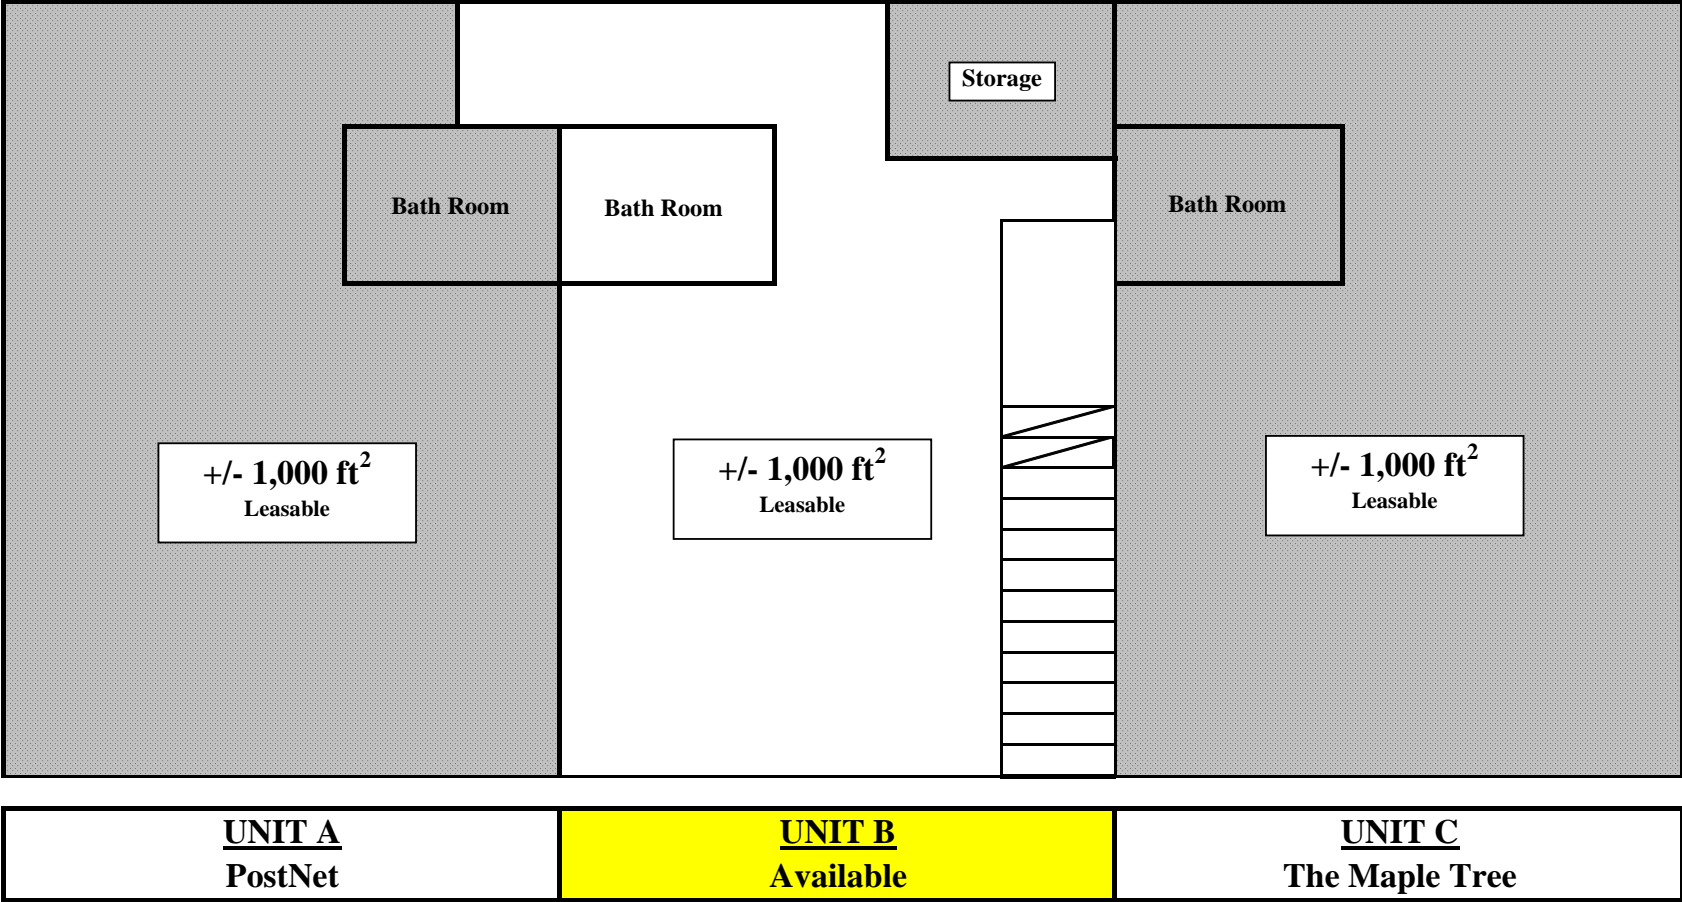 Storage
Bath Room
Bath Room
Bath Room
+/- 1,000 ft²
Leasable
+/- 1,000 ft²
Leasable
+/- 1,000 ft²
Leasable
UNIT A
PostNet
UNIT B
Available
UNIT C
The Maple Tree